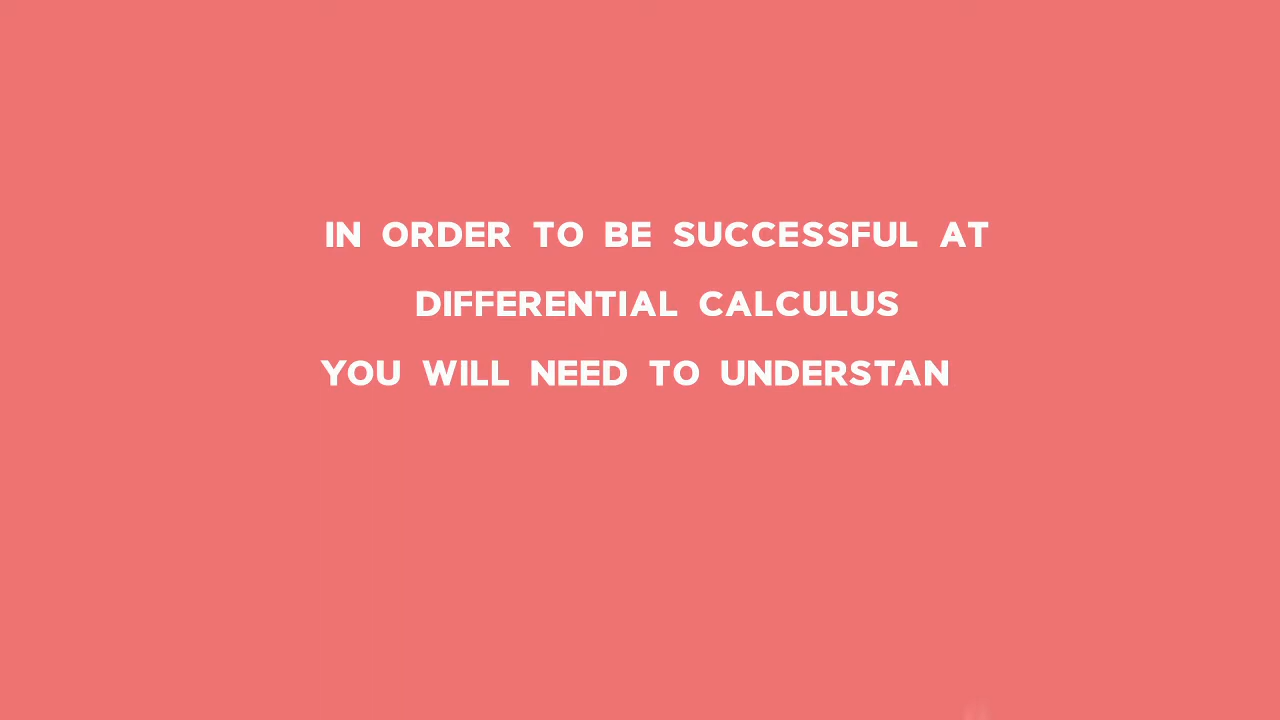 IN ORDER TO BE SUCCESSFUL AT
DIFFERENTIAL CALCULUS
YOU WILL NEED TO UNDERSTAN